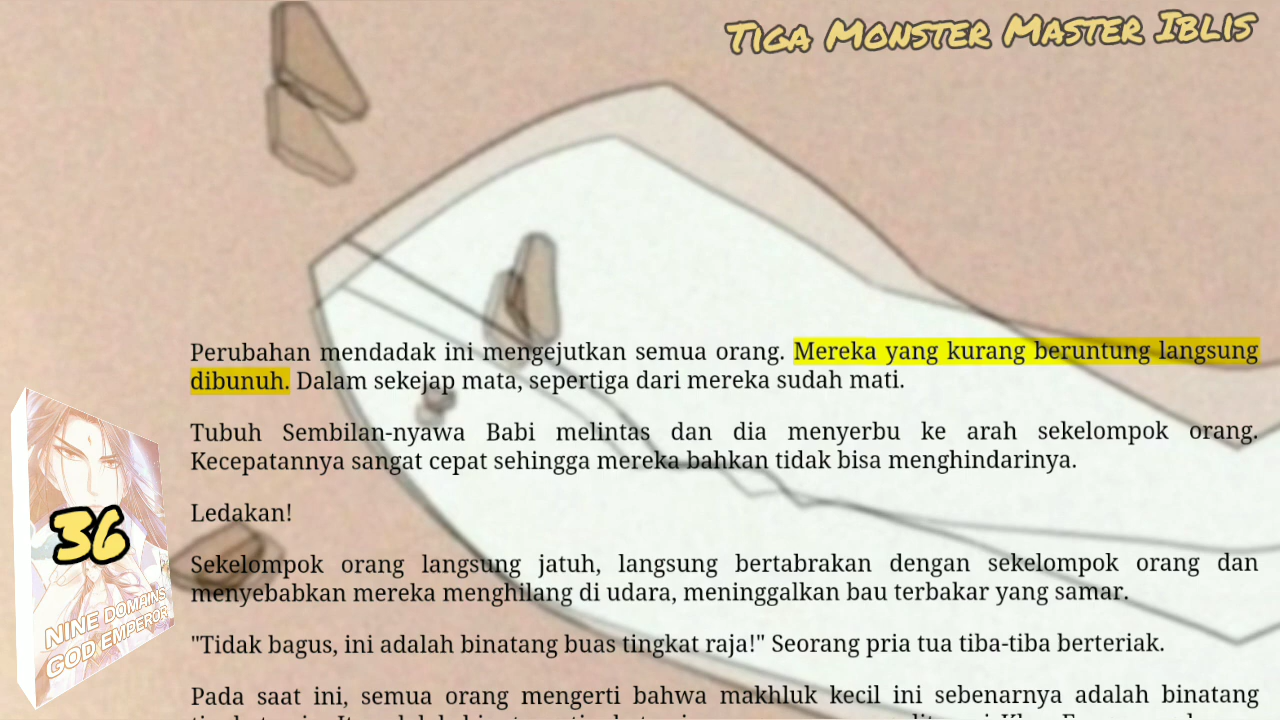 Tiga Monster Master Iblis
Perubahan mendadak ini mengejutkan semua orang. Mereka yang kurang beruntung langsung
dibunuh. Dalam sekejap mata, sepertiga dari mereka sudah mati.
Tubuh Sembilan-nyawa Babi melintas dan dia menyerbu ke arah sekelompok orang.
Kecepatannya sangat cepat sehingga mereka bahkan tidak bisa menghindarinya.
Ledakan!
Sekelompok orang langsung jatuh, langsung bertabrakan dengan sekelompok orang dan
menyebabkan mereka menghilang di udara, meninggalkan bau terbakar yang samar.
"Tidak bagus, ini adalah binatang buas tingkat raja!" Seorang pria tua tiba-tiba berteriak.
Pada saat ini, semua orang mengerti bahwa makhluk kecil ini sebenarnya adalah binatang
36
NINE DOMAINS
GOD EMPEROR